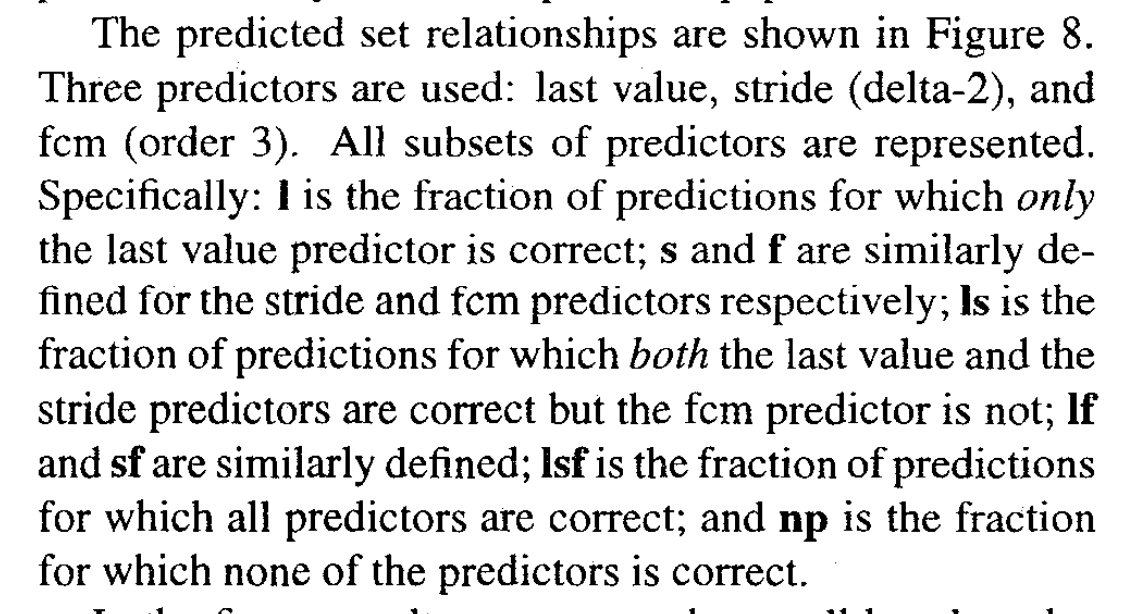 The predicted set relationships are shown in Figure 8.
Three predictors are used: last value, stride (delta-2), and
fcm (order 3). All subsets of predictors are represented.
Specifically: l is the fraction of predictions for which only
the last value predictor is correct; s and f are similarly de-
fined for the stride and fcm predictors respectively; ls is the
fraction of predictions for which both the last value and the
stride predictors are correct but the fcm predictor is not; lf
and sf are similarly defined; lsf is the fraction of predictions
for which all predictors are correct; and np is the fraction
for which none of the predictors is correct.